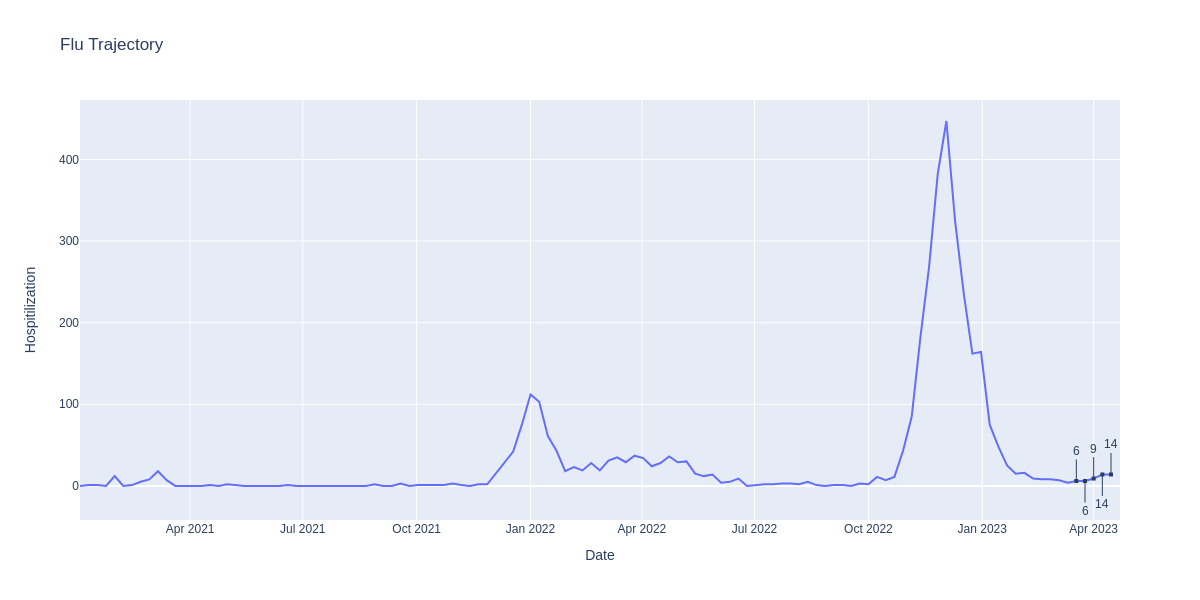 Flu Trajectory
400
300
200
100
0
Hospitilization
6
9
14
6
14
Apr 2021
Jul 2021
Oct 2021
Jan 2022
Apr 2022
Jul 2022
Oct 2022
Jan 2023
Apr 2023
Date